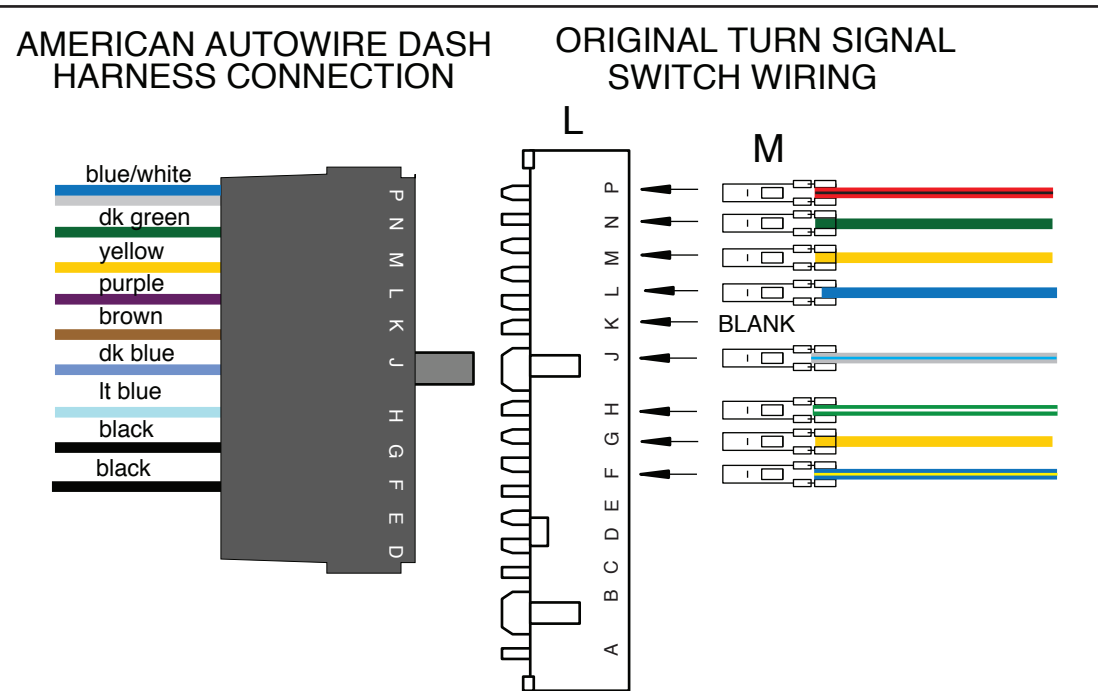 AMERICAN AUTOWIRE DASH
HARNESS CONNECTION
ORIGINAL TURN SIGNAL
SWITCH WIRING
L
M
blue/white
dk green
yellow
purple
brown
dk blue
lt blue
black
black
P
N
M
L
K
J
H
G
F
E
D
P
N
M
L
K
J
H
G
F
E
D
C
B
A
BLANK